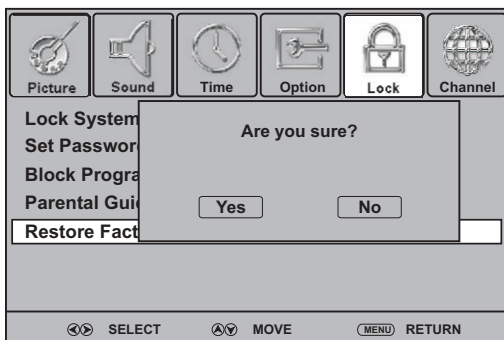 Picture Sound Time Option Lock Channel
Lock System
Set Passwor
Block Progra
Parental Gui
Restore Fact
Are you sure?
Yes No
SELECT MOVE MENU RETURN